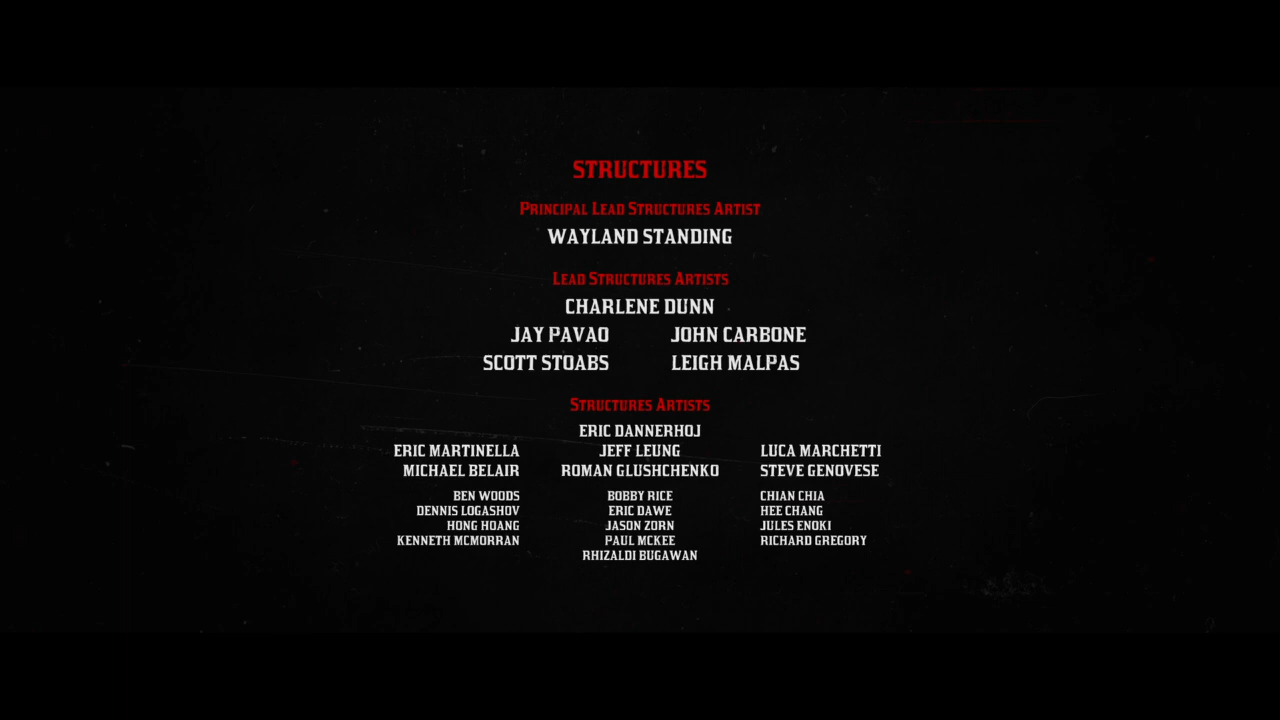 STRUCTURES
PRINCIPAL LEAD STRUCTURES ARTIST
WAYLAND STANDING
LEAD STRUCTURES ARTISTS
CHARLENE DUNN
JAY PAVAO JOHN CARBONE
SCOTT STOABS LEIGH MALPAS
STRUCTURES ARTISTS
ERIC DANNERHOJ
ERIC MARTINELLA JEFF LEUNG LUCA MARCHETTI
MICHAEL BELAIR ROMAN GLUSHCHENKO STEVE GENOVESE
BEN WOODS BOBBY RICE CHIAN CHIA
DENNIS LOGASHOV ERIC DAWE HEE CHANG
HONG HOANG JASON ZORN JULES ENOKI
KENNETH MCMORRAN PAUL MCKEE RICHARD GREGORY
RHIZALDI BUGAWAN